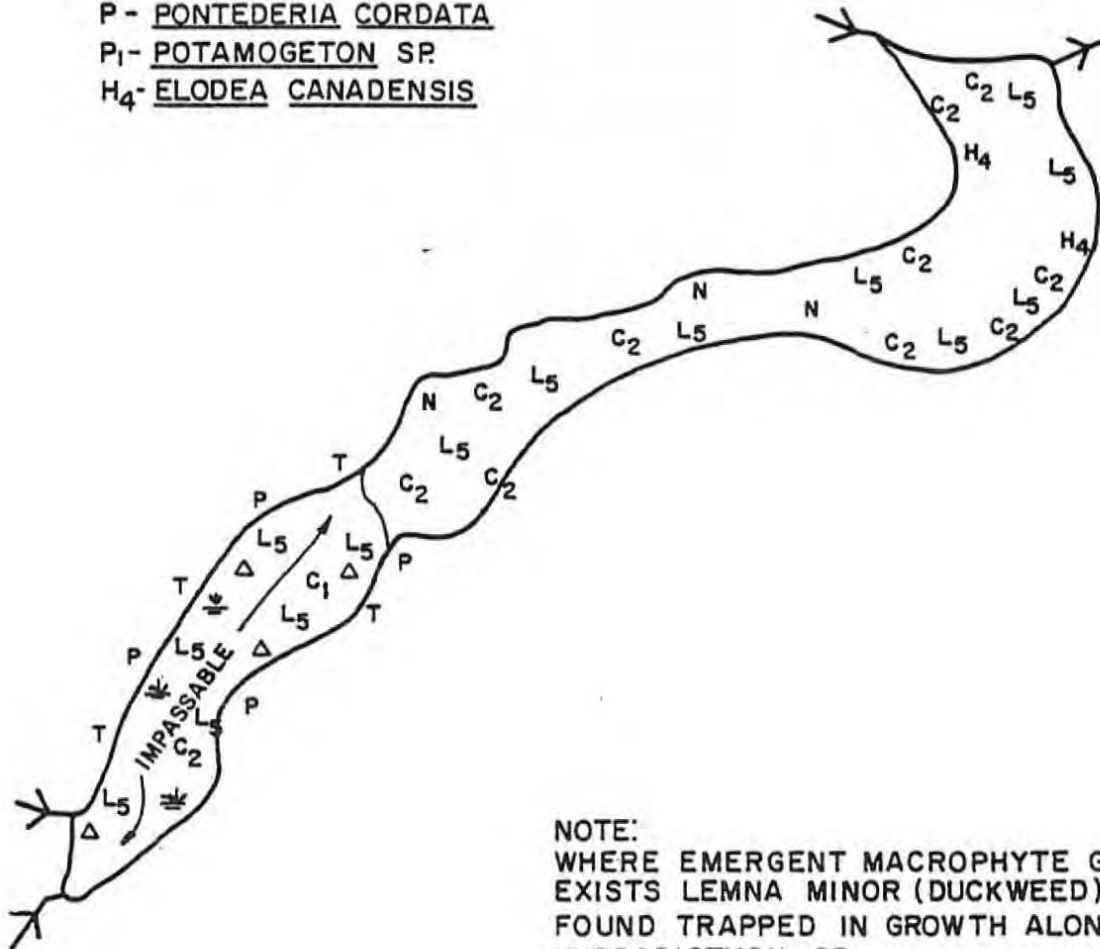 P - PONTEDERIA CORDATA
P1 - POTAMOGETON SP.
H4 - ELODEA CANADENSIS
C2 L5
C2
H4
L5
H4
C2
L5 C2
L5
N
N
C2 L5 C2
C2 L5
L5
N C2
L5
T
C2 C2
P
L5 L5
P
T C1
L5 T
P L5
IMPASSABLE
P
L5
T
C2
L5
NOTE:
WHERE EMERGENT MACROPHYTE G
EXISTS LEMNA MINOR (DUCKWEED)
FOUND TRAPPED IN GROWTH ALON